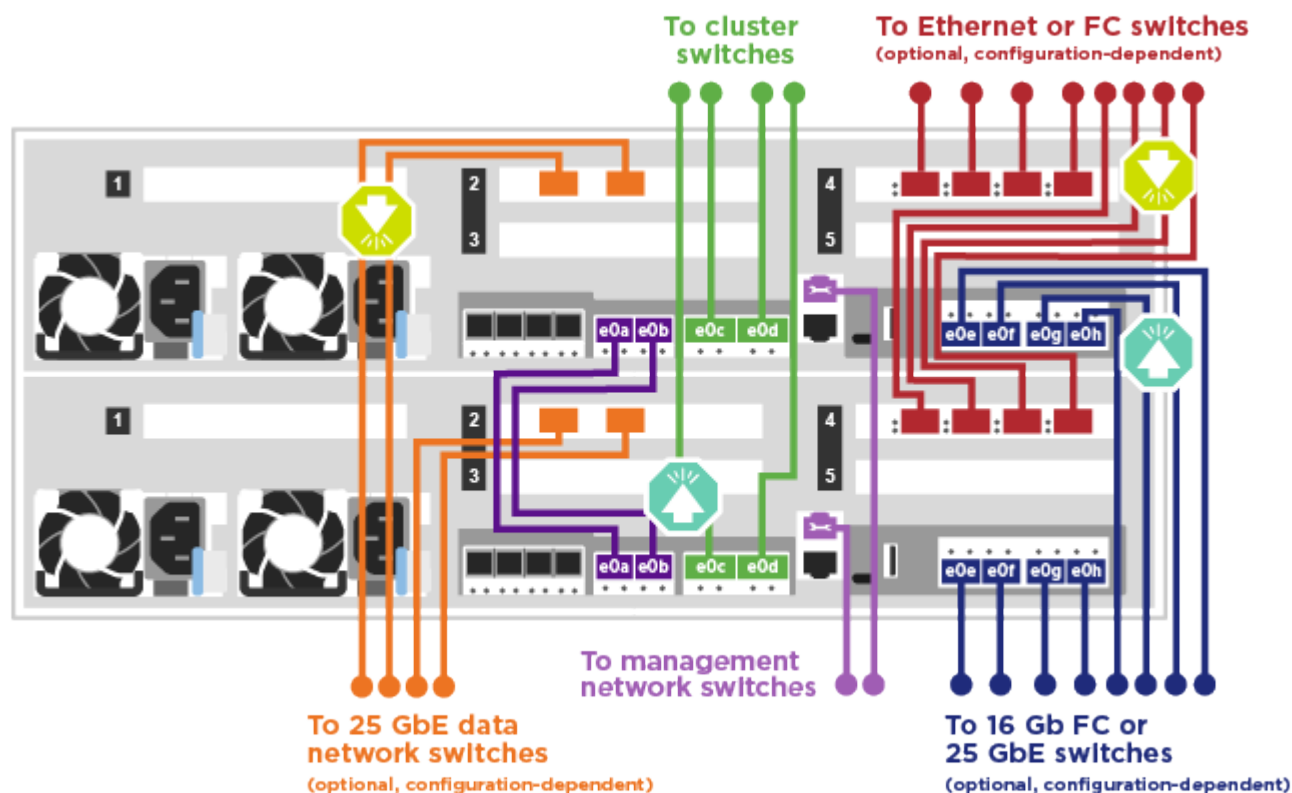 To cluster
switches
To Ethernet or FC switches
(optional, configuration-dependent)
1
2
3
4
5
e0a e0b e0c e0d
e0e e0f e0g e0h
1
2
3
4
5
e0a e0b e0c e0d
e0e e0f e0g e0h
To management
network switches
To 25 GbE data
network switches
(optional, configuration-dependent)
To 16 Gb FC or
25 GbE switches
(optional, configuration-dependent)